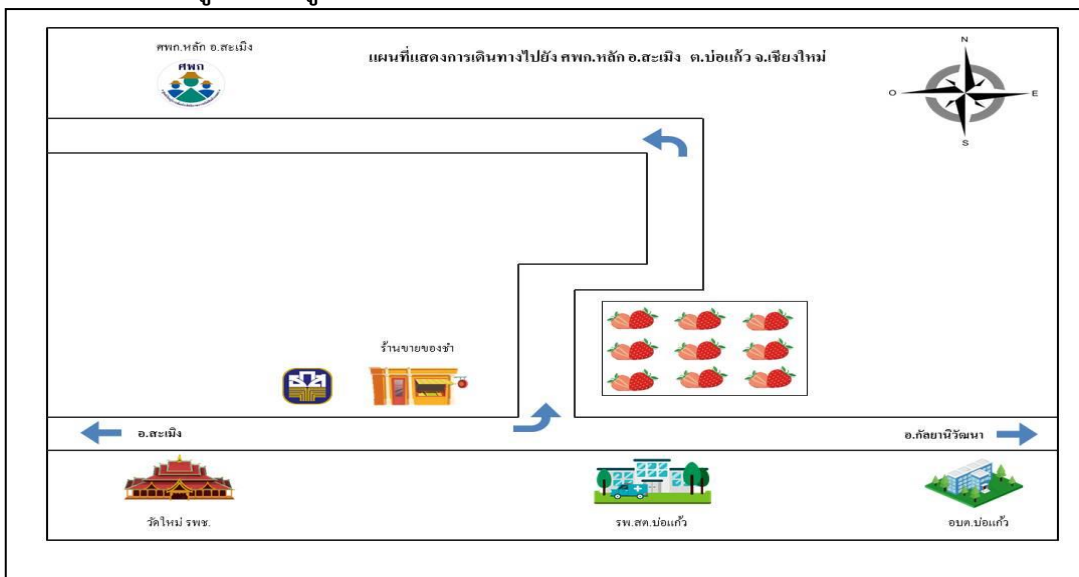 ศพก.หลัก อ.สะเมิง
ศพก
แผนที่แสดงการเดินทางไปยัง ศพก.หลัก อ.สะเมิง ต.บ่อแก้ว จ.เชียงใหม่
N
O
E
S
ร้านขายของชำ
ธกส
อ.สะเมิง
อ.กัลยานิวัฒนา
วัดใหม่ รพช.
รพ.สต.บ่อแก้ว
อบต.บ่อแก้ว